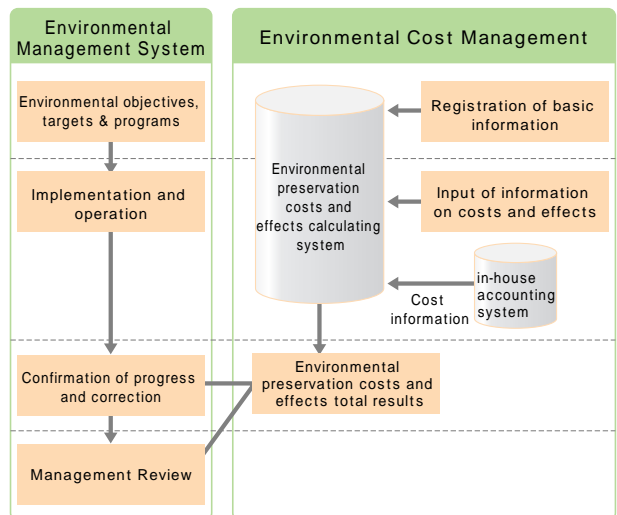 Environmental
Management System
Environmental Cost Management
Environmental objectives,
targets & programs
Implementation and
operation
Confirmation of progress
and correction
Management Review
Environmental
preservation
costs and
effects calculating
system
Registration of basic
information
Input of information
on costs and effects
in-house
accounting
system
Cost
information
Environmental
preservation costs and
effects total results